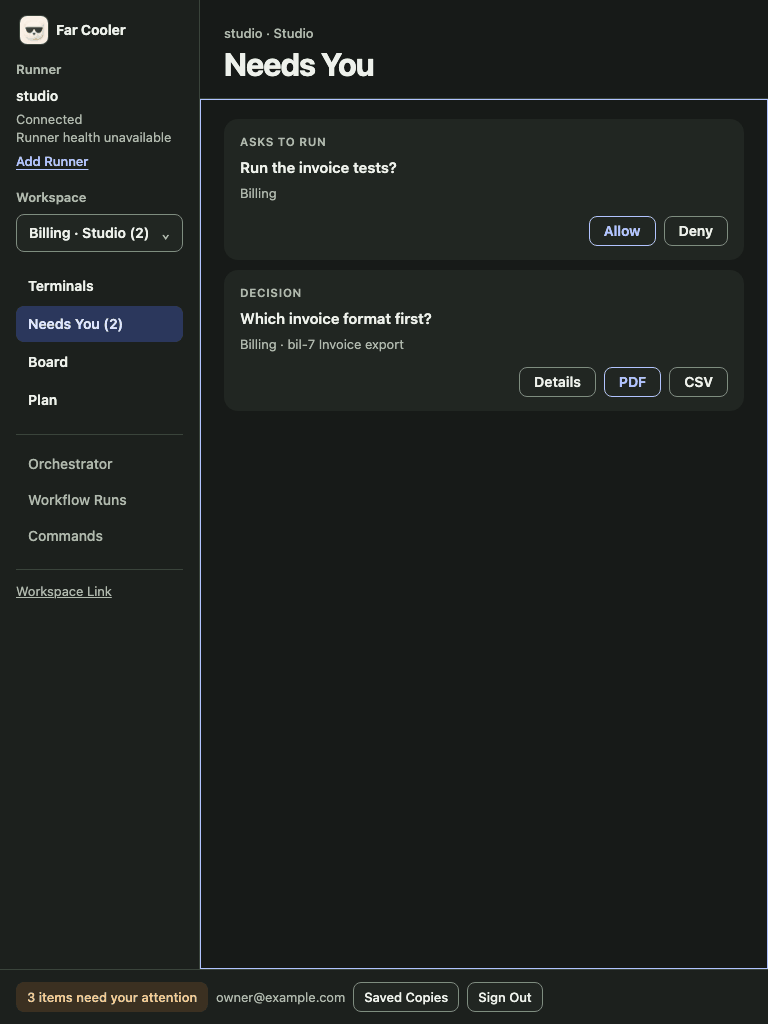 Far Cooler
Runner
studio
Connected
Runner health unavailable
Add Runner
Workspace
Billing · Studio (2)
Terminals
Needs You (2)
Board
Plan
Orchestrator
Workflow Runs
Commands
Workspace Link
studio · Studio
Needs You
ASKS TO RUN
Run the invoice tests?
Billing
Allow
Deny
DECISION
Which invoice format first?
Billing · bil-7 Invoice export
Details
PDF
CSV
3 items need your attention
owner@example.com
Saved Copies
Sign Out